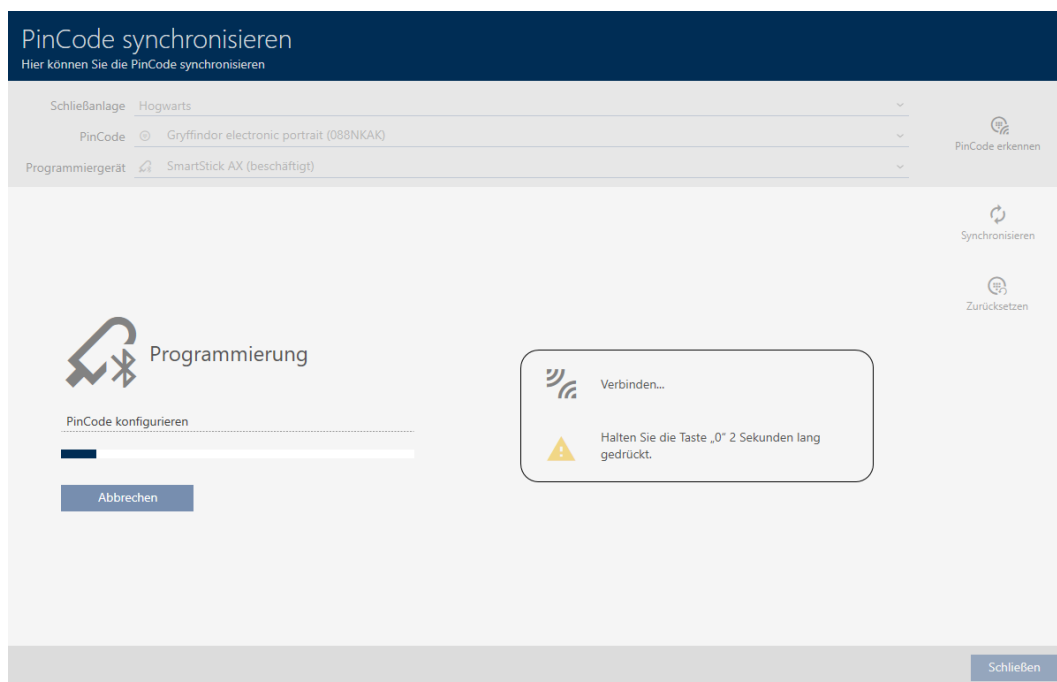 PinCode synchronisieren
Hier können Sie die PinCode synchronisieren
Schließanlage Hogwarts
PinCode Gryffindor electronic portrait (088NKAK)
PinCode erkennen
Programmiergerät SmartStick AX (beschäftigt)
Synchronisieren
Zurücksetzen
Programmierung
PinCode konfigurieren
Abbrechen
Verbinden...
Halten Sie die Taste „0“ 2 Sekunden lang
gedrückt.
Schließen